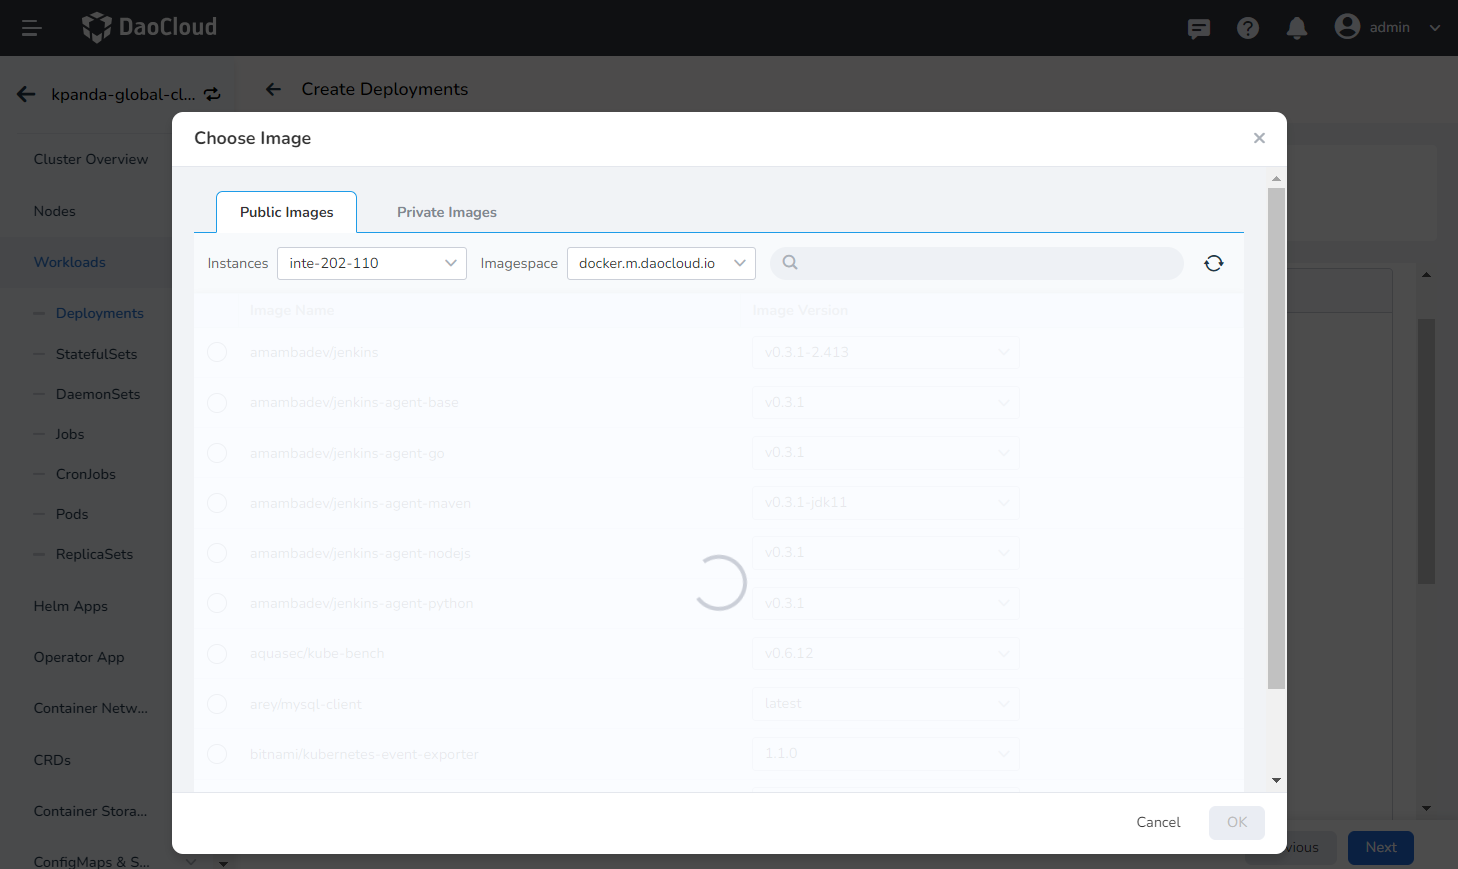 DaoCloud
admin
kpanda-global-cl...
Create Deployments
Choose Image
Cluster Overview
Nodes
Workloads
Deployments
StatefulSets
DaemonSets
Jobs
CronJobs
Pods
ReplicaSets
Helm Apps
Operator App
Container Netw...
CRDs
Container Stora...
ConfigMaps & S...
Public Images
Private Images
Instances inte-202-110 Imagespace docker.m.daocloud.io
Image Name Image Version
amambadev/jenkins v0.3.1-2.413
amambadev/jenkins-agent-base v0.3.1
amambadev/jenkins-agent-go v0.3.1
amambadev/jenkins-agent-maven v0.3.1-jdk11
amambadev/jenkins-agent-nodejs v0.3.1
amambadev/jenkins-agent-python v0.3.1
aquasec/kube-bench v0.6.12
arey/mysql-client latest
bitnami/kubernetes-event-exporter 1.1.0
Cancel OK
vious Next